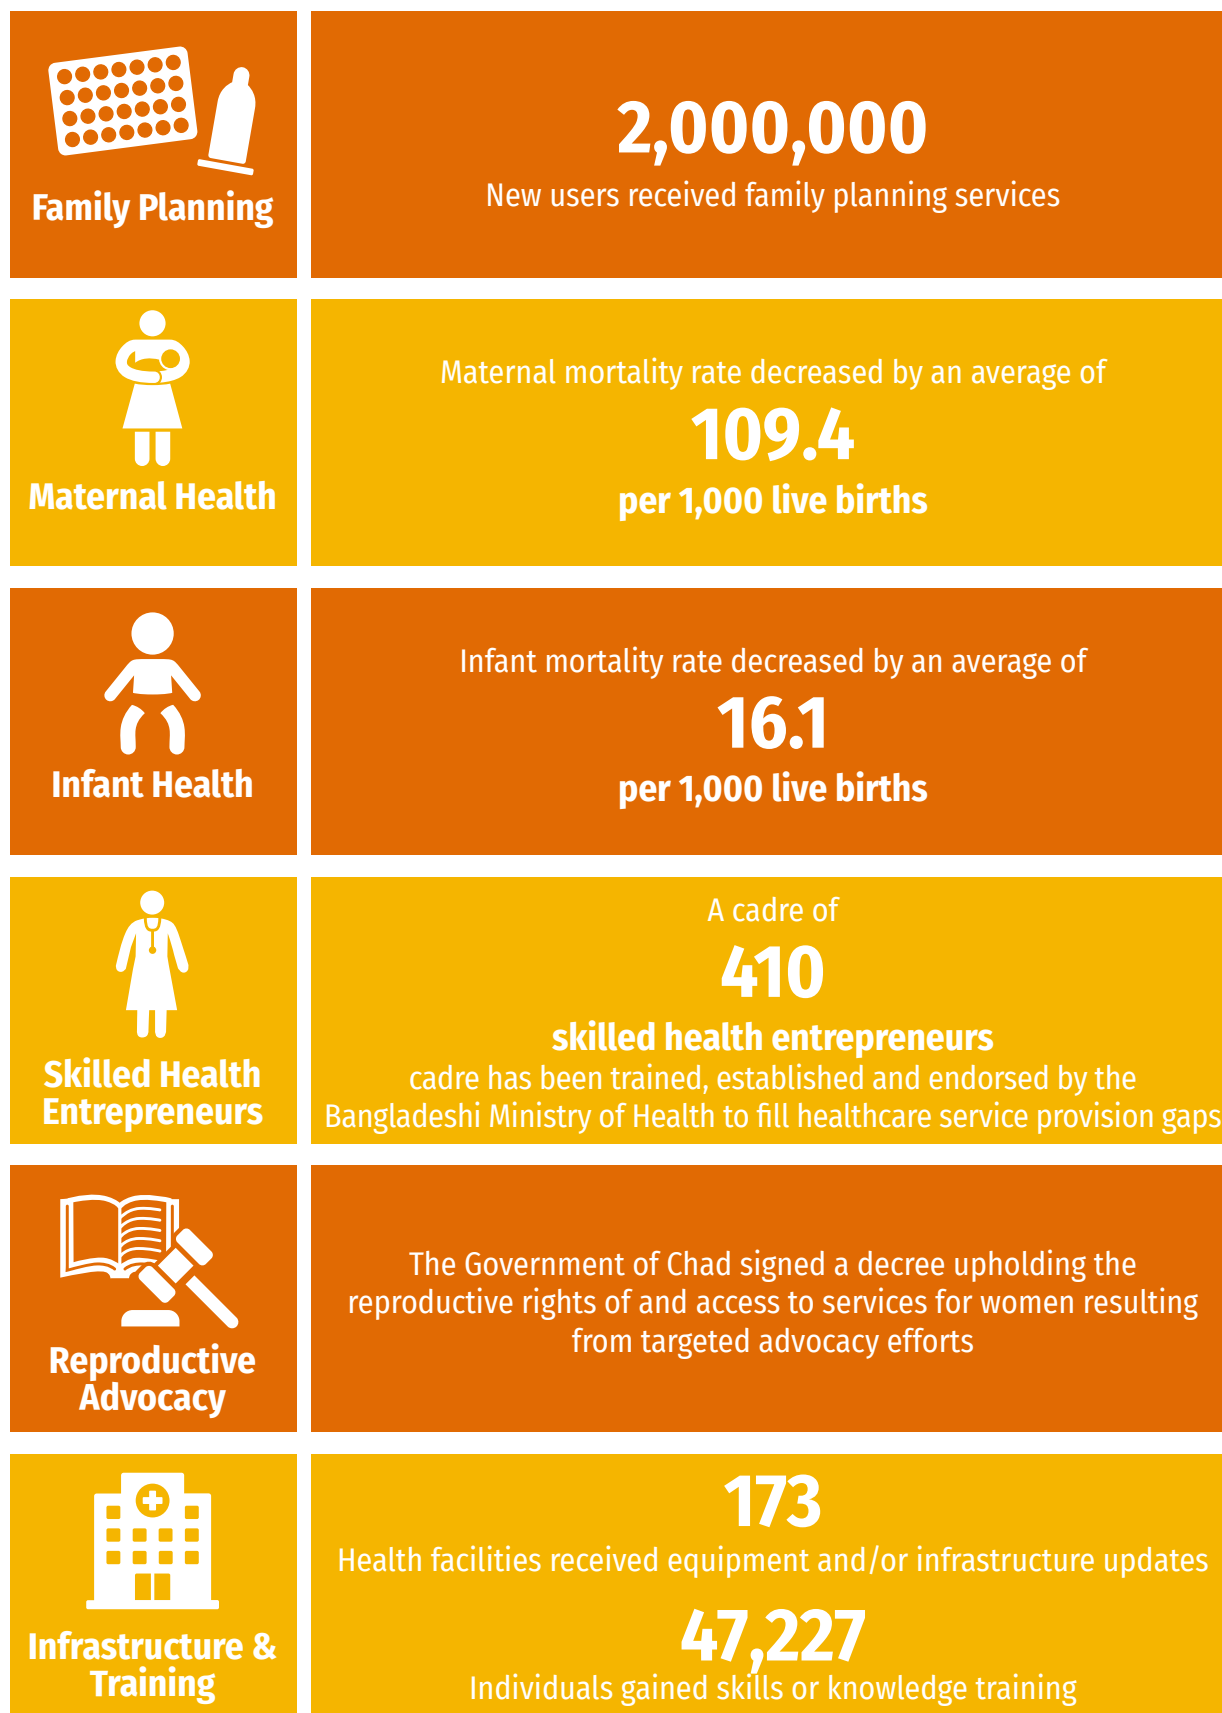 Family Planning
2,000,000
New users received family planning services
Maternal Health
Maternal mortality rate decreased by an average of
109.4
per 1,000 live births
Infant Health
Infant mortality rate decreased by an average of
16.1
per 1,000 live births
Skilled Health
Entrepreneurs
A cadre of
410
skilled health entrepreneurs
cadre has been trained, established and endorsed by the
Bangladeshi Ministry of Health to fill healthcare service provision gaps
Reproductive
Advocacy
The Government of Chad signed a decree upholding the
reproductive rights of and access to services for women resulting
from targeted advocacy efforts
Infrastructure &
Training
173
Health facilities received equipment and/or infrastructure updates
47,227
Individuals gained skills or knowledge training